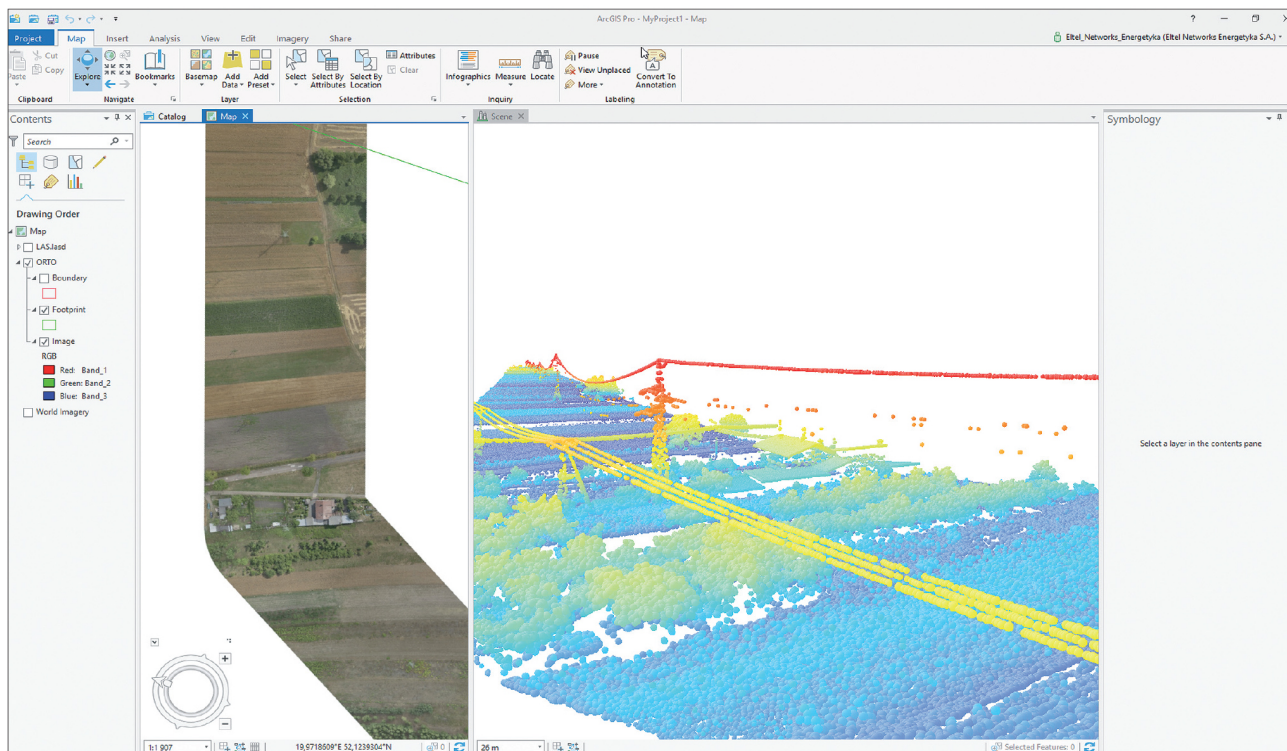 ArcGIS Pro - MyProject1 - Map
?
Project Map Insert Analysis View Edit Imagery Share
Eltel_Networks_Energetyka (Eltel Networks Energetyka S.A.)
Paste
Cut
Copy
Clipboard
Explore
Bookmarks
Navigate
Basemap
Add Data
Add Preset
Layer
Select
Select By Attributes
Select By Location
Attributes
Clear
Selection
Infographics
Measure
Locate
Inquiry
Pause
View Unplaced
More
Convert To Annotation
Labeling
Contents
Search
Drawing Order
Map
LAS.lasd
ORTO
Boundary
Footprint
Image
RGB
Red: Band_1
Green: Band_2
Blue: Band_3
World Imagery
Catalog
Map
1:1 907
19,9718609°E 52,1239304°N
0
Scene
26 m
Selected Features: 0
Symbology
Select a layer in the contents pane